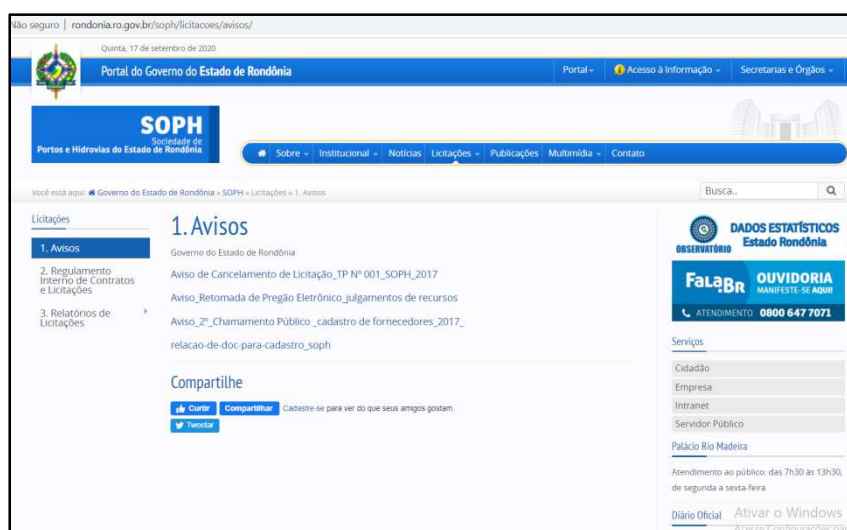 Não seguro | rondonia.ro.gov.br/soph/licitacoes/avisos/
Quinta, 17 de setembro de 2020
Portal do Governo do Estado de Rondônia
Portal
Acesso à Informação
Secretarias e Órgãos
SOPH
Sociedade de
Portos e Hidrovias do Estado de Rondônia
Sobre Institucional Notícias Licitações Publicações Multimídia Contato
Você está aqui: Governo do Estado de Rondônia » SOPH » Licitações » 1. Avisos
Busca..
Licitações
1. Avisos
2. Regulamento
Interno de Contratos
e Licitações
3. Relatórios de
Licitações
1. Avisos
Governo do Estado de Rondônia
Aviso de Cancelamento de Licitação_TP Nº 001_SOPH_2017
Aviso_Retomada de Pregão Eletrônico_julgamentos de recursos
Aviso_2º_Chamamento Público _cadastro de fornecedores_2017_
relacao-de-doc-para-cadastro_soph
Compartilhe
Curtir Compartilhar Cadastre-se para ver do que seus amigos gostam.
Tweetar
OBSERVATÓRIO
DADOS ESTATÍSTICOS
Estado Rondônia
FalaBR
OUVIDORIA
MANIFESTE-SE AQUI!
ATENDIMENTO 0800 647 7071
Serviços
Cidadão
Empresa
Intranet
Servidor Público
Palácio Rio Madeira
Atendimento ao público: das 7h30 às 13h30,
de segunda a sexta-feira
Diário Oficial
Ativar o Windows